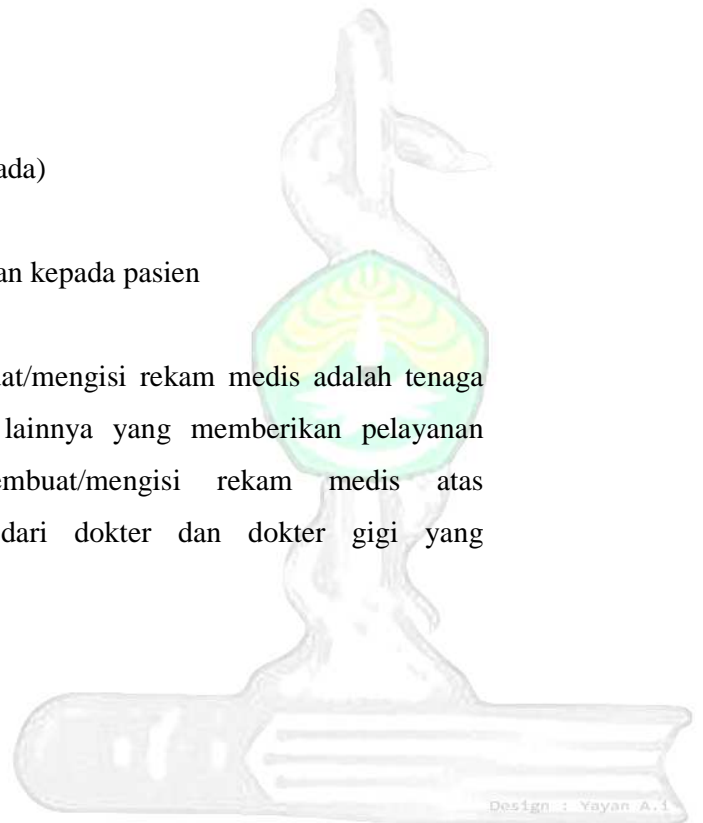 ada)
an kepada pasien
at/mengisi rekam medis adalah tenaga
lainnya yang memberikan pelayanan
embuat/mengisi rekam medis atas
dari dokter dan dokter gigi yang
Design : Yayan A.i